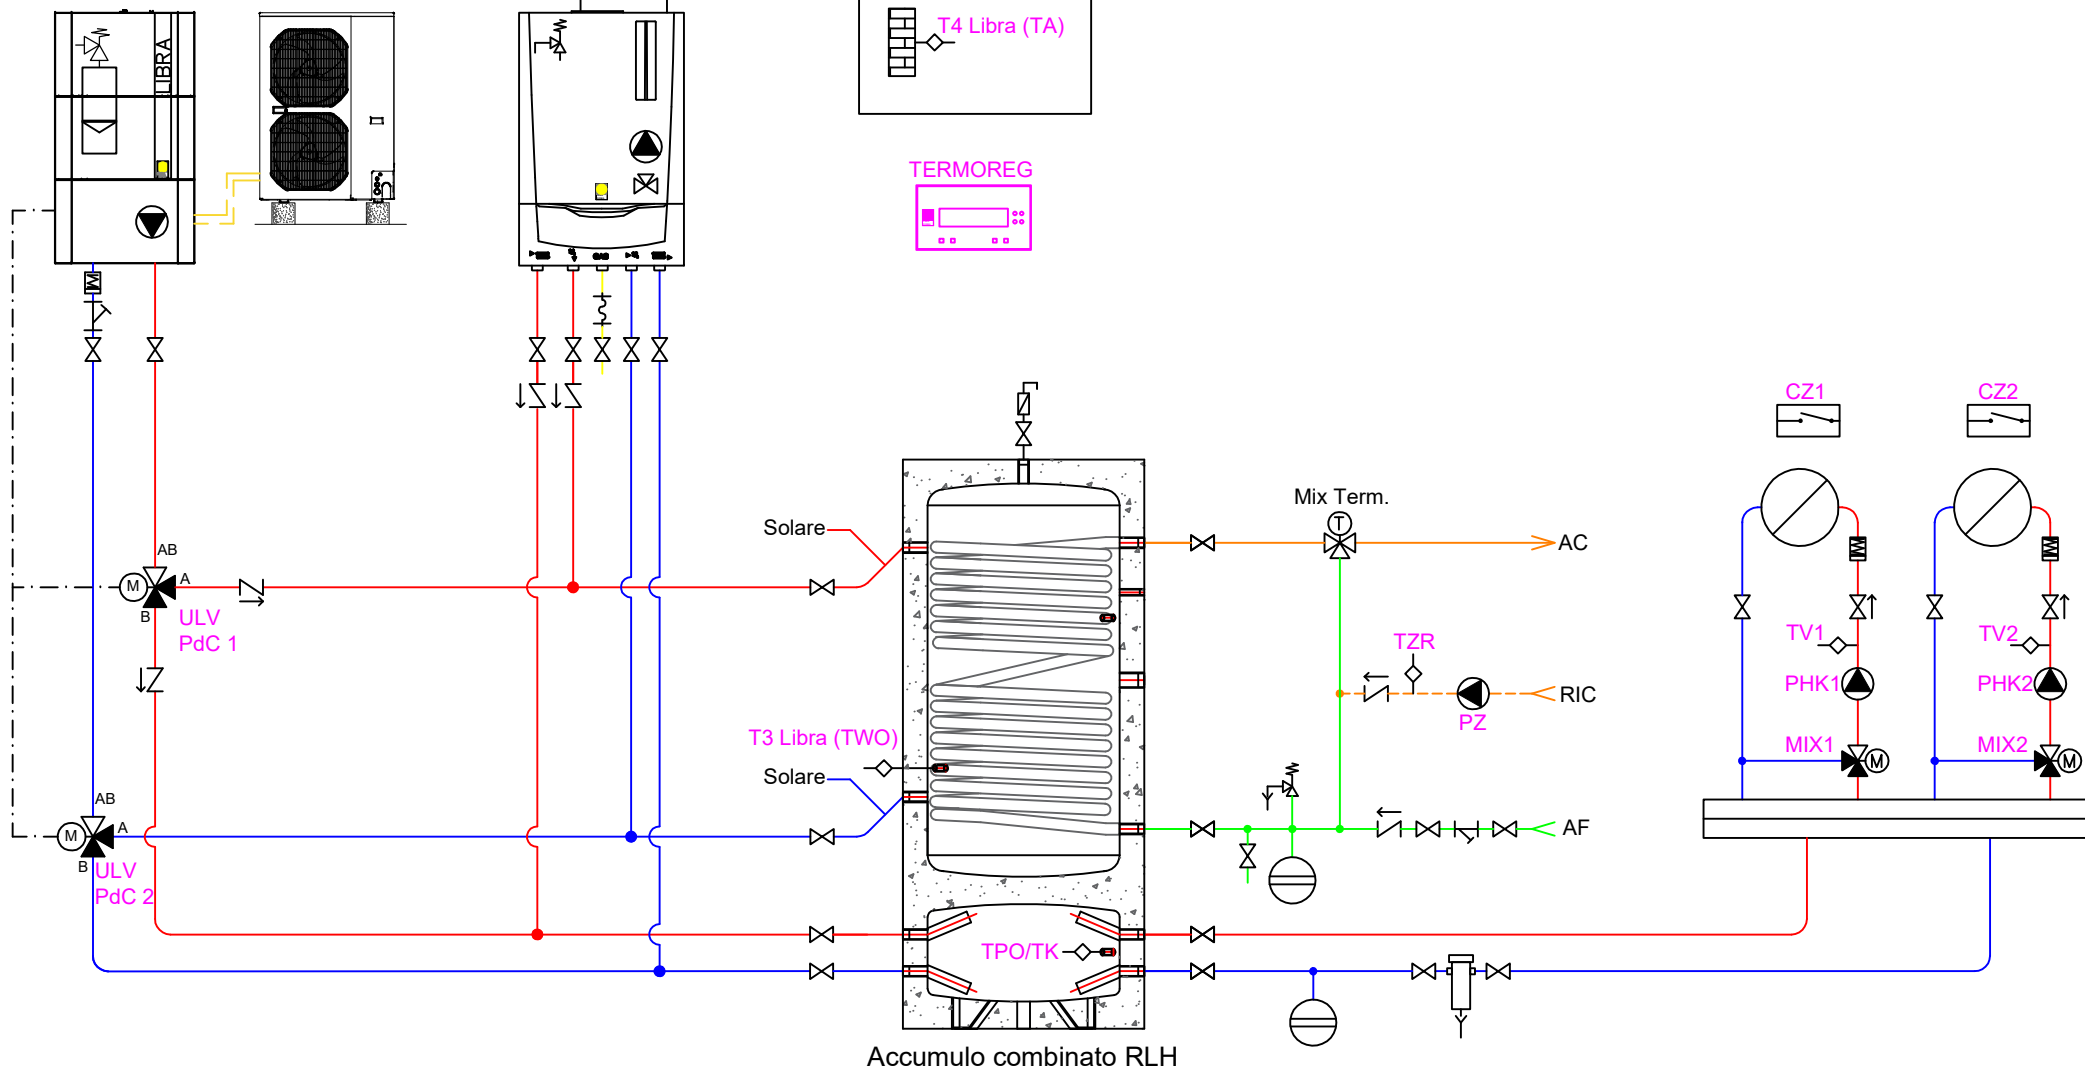 T4 Libra (TA)
LIBRA
TERMOREG
GAS
CZ1
CZ2
Mix Term.
T
Solare
AC
AB
M
A
B
ULV
PdC 1
TV1
TV2
TZR
PHK1
PHK2
RIC
PZ
T3 Libra (TWO)
MIX1
M
MIX2
M
Solare
AB
M
A
B
AF
ULV
PdC 2
TPO/TK
Accumulo combinato RLH